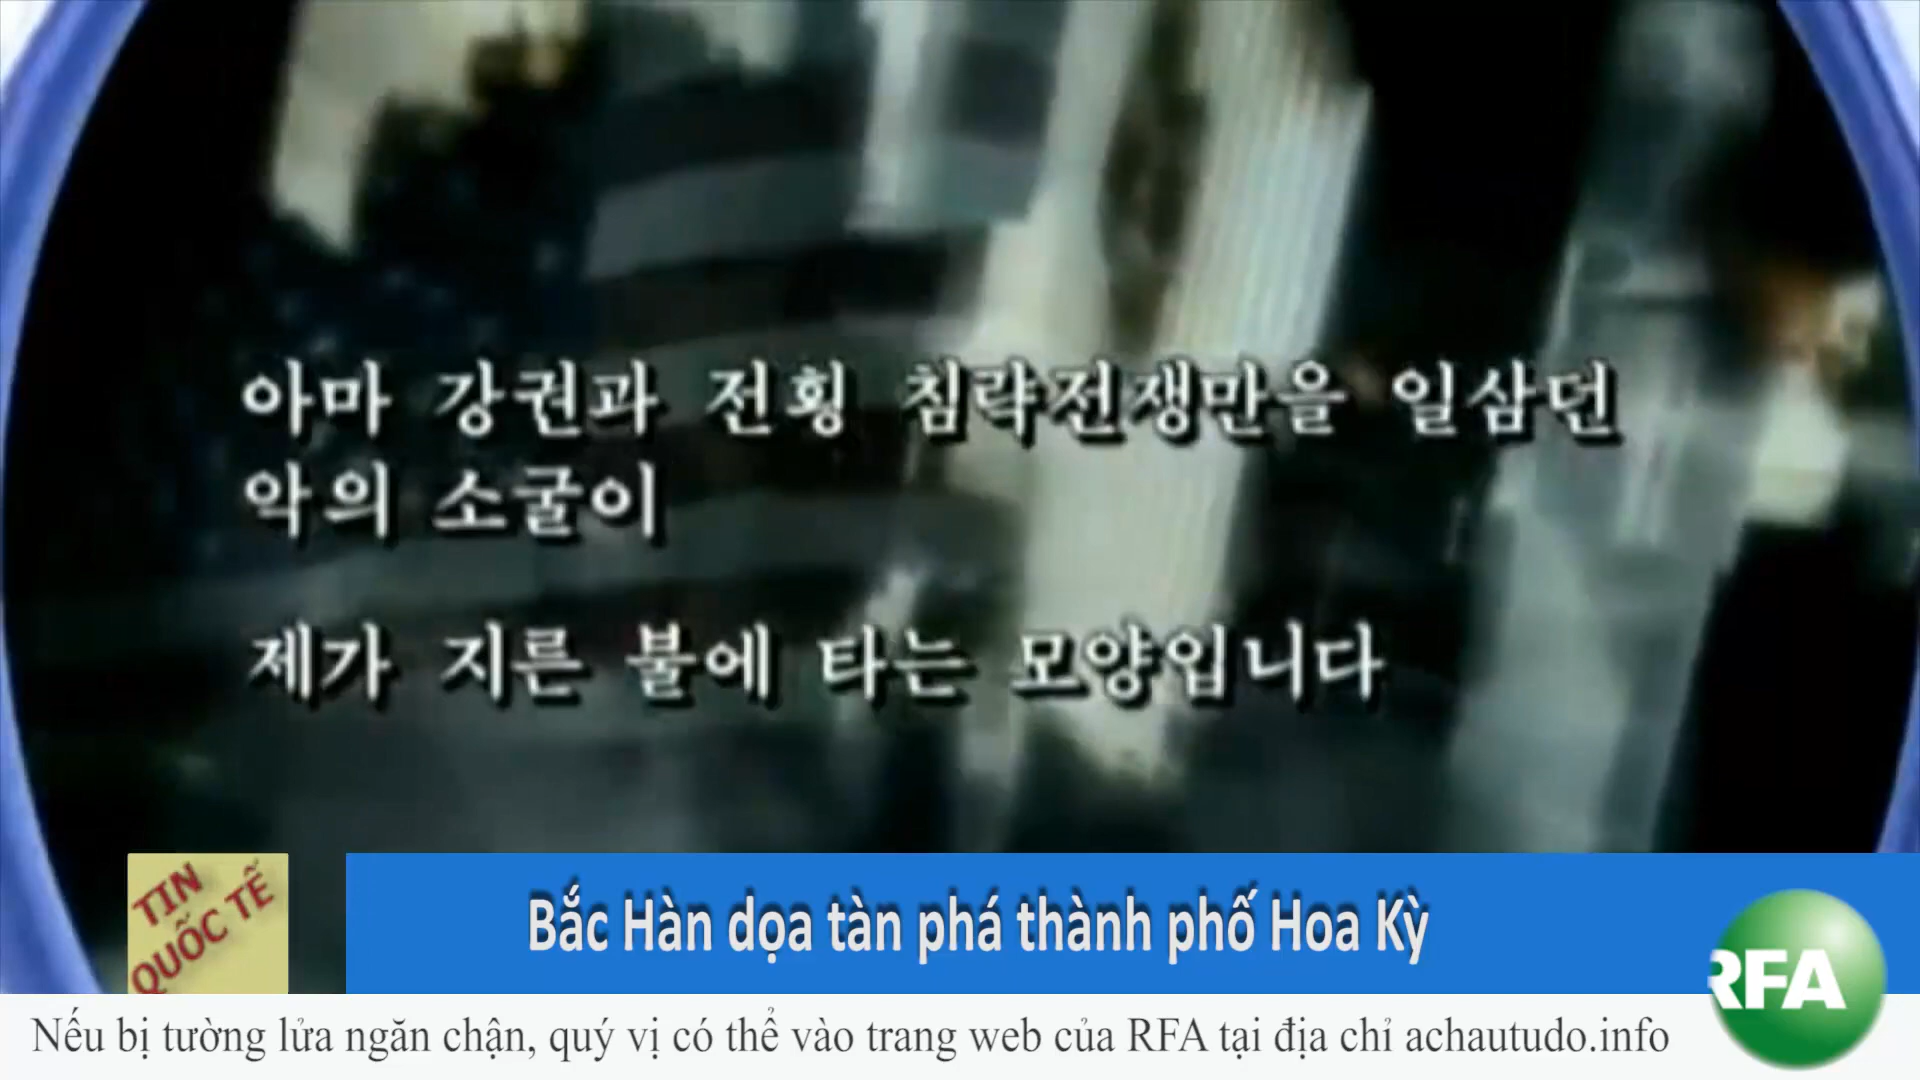 아마 강권과 전횡 침략전쟁만을 일삼던
악의 소굴이
제가 지른 불에 타는 모양입니다
TIN
QUỐC TẾ
Bắc Hàn dọa tàn phá thành phố Hoa Kỳ
RFA
Nếu bị tường lửa ngăn chận, quý vị có thể vào trang web của RFA tại địa chỉ achautudo.info